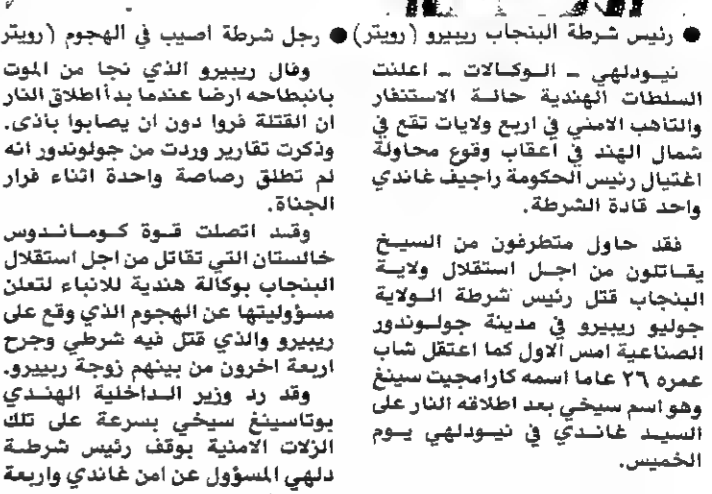 ● رئيس شرطة البنجاب ريبيرو (رويتر)
نيودلهي ـ الوكالات ـ اعلنت
السلطات الهندية حالة الاستنفار
والتاهب الامني في اربع ولايات تقع في
شمال الهند في اعقاب وقوع محاولة
اغتيال رئيس الحكومة راجيف غاندي
واحد قادة الشرطة.
فقد حاول متطرفون من السيخ
يقاتلون من اجل استقلال ولاية
البنجاب قتل رئيس شرطة الولاية
جوليو ريبيرو في مدينة جولوندور
الصناعية امس الاول كما اعتقل شاب
عمره ٢٦ عاما اسمه كارامجيت سينغ
وهو اسم سيخي بعد اطلاقه النار على
السيد غاندي في نيودلهي يوم
الخميس.
● رجل شرطة اصيب في الهجوم (رويتر
وقال ريبيرو الذي نجا من الموت
بانبطاحه ارضا عندما بدأ اطلاق النار
ان القتلة فروا دون ان يصابوا باذى.
وذكرت تقارير وردت من جولوندور انه
لم تطلق رصاصة واحدة اثناء فرار
الجناة.
وقد اتصلت قوة كوماندوس
خالستان التي تقاتل من اجل استقلال
البنجاب بوكالة هندية للانباء لتعلن
مسؤوليتها عن الهجوم الذي وقع على
ريبيرو والذي قتل فيه شرطي وجرح
اربعة اخرون من بينهم زوجة ريبيرو.
وقد رد وزير الداخلية الهندي
بوتاسينغ سيخي بسرعة على تلك
الزلات الامنية بوقف رئيس شرطة
دلهي المسؤول عن امن غاندي واربعة